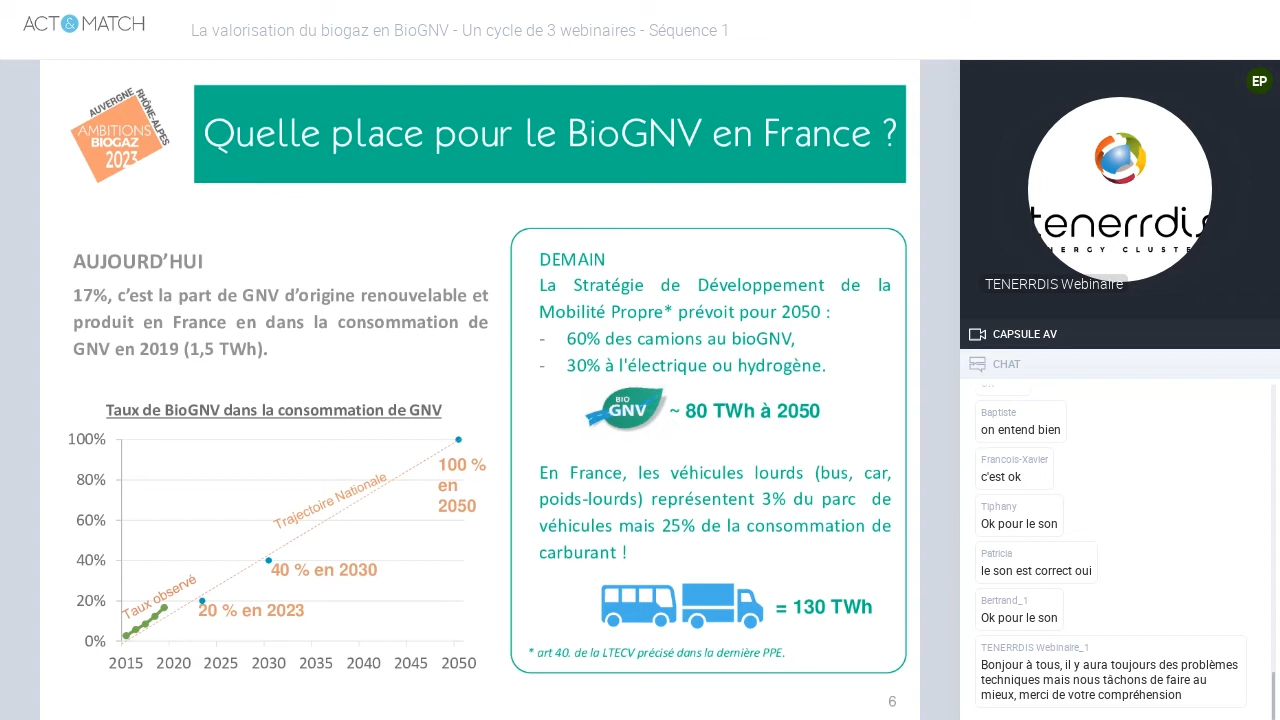 ACT&MATCH
La valorisation du biogaz en BioGNV - Un cycle de 3 webinaires - Séquence 1
AUVERGNE
RHÔNE-ALPES
AMBITIONS
BIOGAZ
2023
Quelle place pour le BioGNV en France ?
AUJOURD’HUI
17%, c’est la part de GNV d’origine renouvelable et
produit en France en dans la consommation de
GNV en 2019 (1,5 TWh).
Taux de BioGNV dans la consommation de GNV
100%
80%
60%
40%
20%
0%
2015 2020 2025 2030 2035 2040 2045 2050
Taux observé
Trajectoire Nationale
20 % en 2023
40 % en 2030
100 %
en
2050
DEMAIN
La Stratégie de Développement de la
Mobilité Propre* prévoit pour 2050 :
- 60% des camions au bioGNV,
- 30% à l'électrique ou hydrogène.
BIO
GNV
~ 80 TWh à 2050
En France, les véhicules lourds (bus, car,
poids-lourds) représentent 3% du parc de
véhicules mais 25% de la consommation de
carburant !
= 130 TWh
* art 40. de la LTECV précisé dans la dernière PPE.
6
EP
tenerrdis
NERGY CLUSTE
TENERRDIS Webinaire
CAPSULE AV
CHAT
Baptiste
on entend bien
Francois-Xavier
c'est ok
Tiphany
Ok pour le son
Patricia
le son est correct oui
Bertrand_1
Ok pour le son
TENERRDIS Webinaire_1
Bonjour à tous, il y aura toujours des problèmes
techniques mais nous tâchons de faire au
mieux, merci de votre compréhension